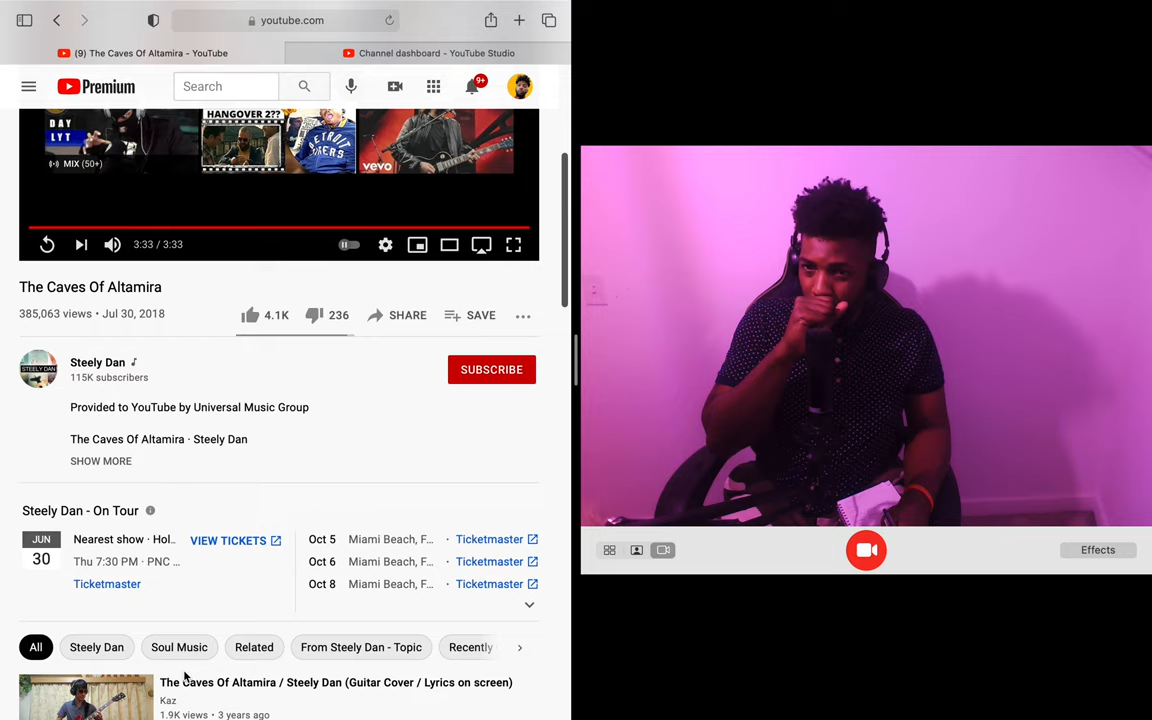 youtube.com
(9) The Caves Of Altamira - YouTube
Channel dashboard - YouTube Studio
Premium
Search
9+
DAY
LYT
HANGOVER 2??
DETROIT
MIX (50+)
vevo
3:33 / 3:33
The Caves Of Altamira
385,063 views • Jul 30, 2018
4.1K
236
SHARE
SAVE
STEELY DAN
Steely Dan
115K subscribers
SUBSCRIBE
Provided to YouTube by Universal Music Group
The Caves Of Altamira · Steely Dan
SHOW MORE
Steely Dan - On Tour
JUN
30
Nearest show · Hol...
VIEW TICKETS
Thu 7:30 PM · PNC ...
Ticketmaster
Oct 5 Miami Beach, F... · Ticketmaster
Oct 6 Miami Beach, F... · Ticketmaster
Oct 8 Miami Beach, F... · Ticketmaster
All
Steely Dan
Soul Music
Related
From Steely Dan - Topic
Recently
The Caves Of Altamira / Steely Dan (Guitar Cover / Lyrics on screen)
Kaz
1.9K views • 3 years ago
Effects